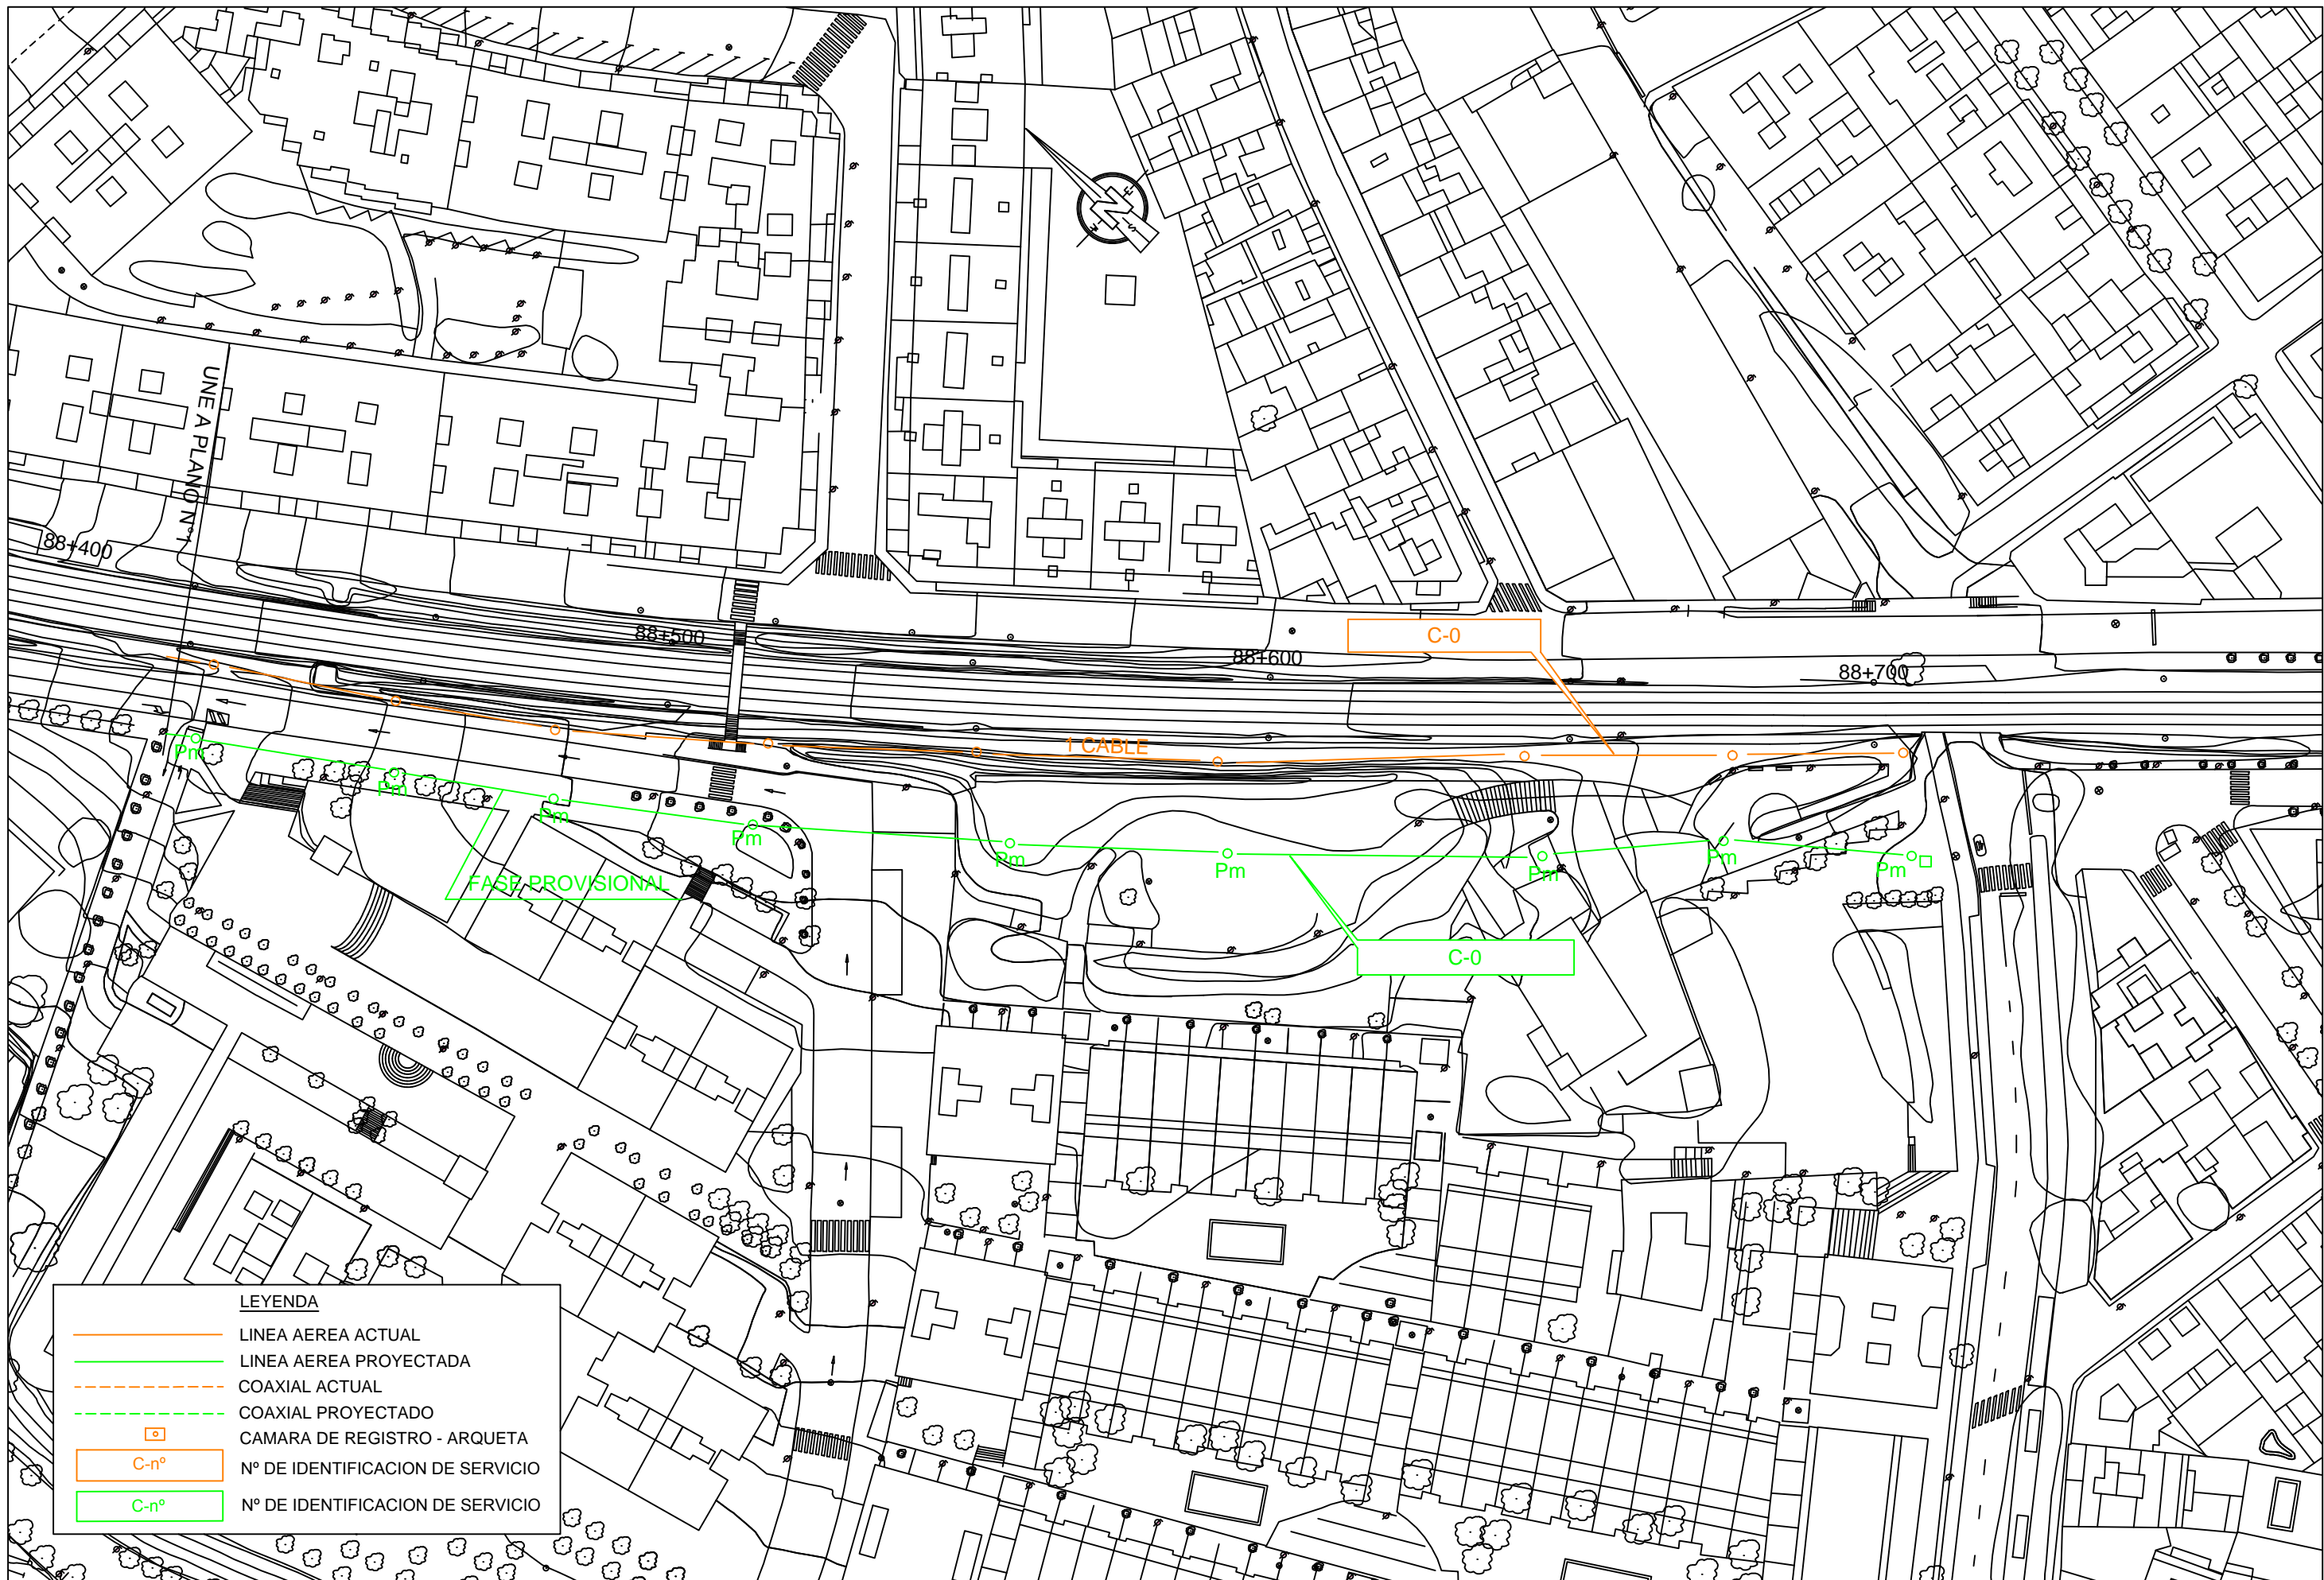 N
S
UNE A PLANO Nº 1
88+400
88+500
88+600
88+700
C-0
1 CABLE
Pm
Pm
Pm
Pm
Pm
Pm
Pm
Pm
Pm
FASE PROVISIONAL
C-0
LEYENDA
LINEA AEREA ACTUAL
LINEA AEREA PROYECTADA
COAXIAL ACTUAL
COAXIAL PROYECTADO
CAMARA DE REGISTRO - ARQUETA
C-nº Nº DE IDENTIFICACION DE SERVICIO
C-nº Nº DE IDENTIFICACION DE SERVICIO